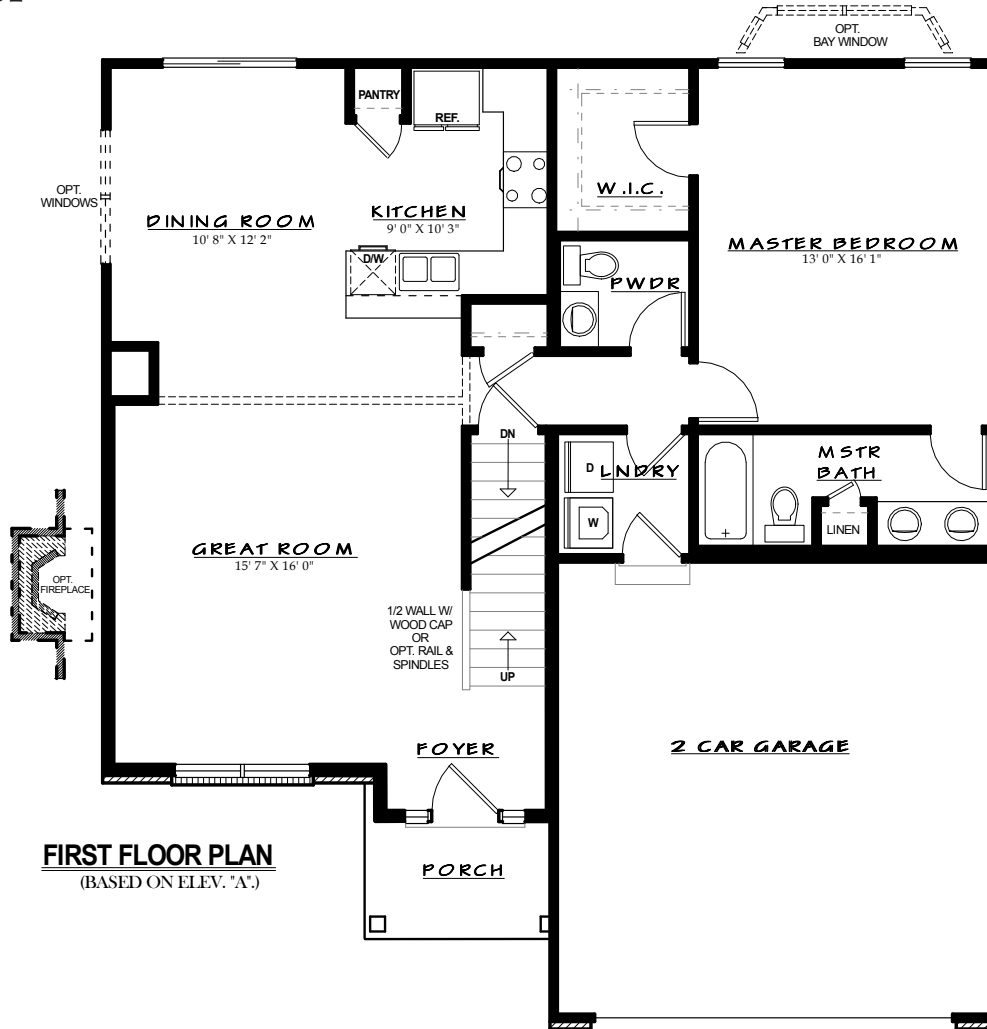 OPT.
BAY WINDOW
PANTRY
REF.
OPT.
WINDOWS
W.I.C.
DINING ROOM
10' 8" X 12' 2"
KITCHEN
9' 0" X 10' 3"
D/W
MASTER BEDROOM
13' 0" X 16' 1"
PWDR
DN
D
LNDRY
W
MSTR
BATH
LINEN
GREAT ROOM
15' 7" X 16' 0"
OPT.
FIREPLACE
1/2 WALL W/
WOOD CAP
OR
OPT. RAIL &
SPINDLES
UP
FOYER
2 CAR GARAGE
FIRST FLOOR PLAN
(BASED ON ELEV. "A".)
PORCH